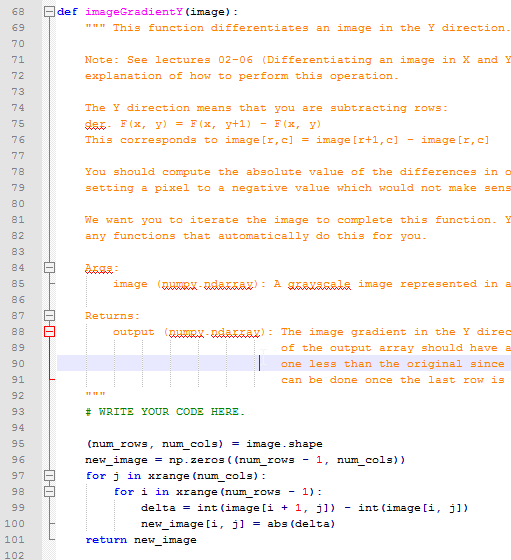 68 def imageGradientY(image):
69 """ This function differentiates an image in the Y direction.
70
71 Note: See lectures 02-06 (Differentiating an image in X and Y
72 explanation of how to perform this operation.
73
74 The Y direction means that you are subtracting rows:
75 der. F(x, y) = F(x, y+1) - F(x, y)
76 This corresponds to image[r,c] = image[r+1,c] - image[r,c]
77
78 You should compute the absolute value of the differences in o
79 setting a pixel to a negative value which would not make sens
80
81 We want you to iterate the image to complete this function. Y
82 any functions that automatically do this for you.
83
84 Args:
85 image (numpy.ndarray): A grayscale image represented in a
86
87 Returns:
88 output (numpy.ndarray): The image gradient in the Y direc
89 of the output array should have a
90 one less than the original since
91 can be done once the last row is
92 """
93 # WRITE YOUR CODE HERE.
94
95 (num_rows, num_cols) = image.shape
96 new_image = np.zeros((num_rows - 1, num_cols))
97 for j in xrange(num_cols):
98 for i in xrange(num_rows - 1):
99 delta = int(image[i + 1, j]) - int(image[i, j])
100 new_image[i, j] = abs(delta)
101 return new_image
102